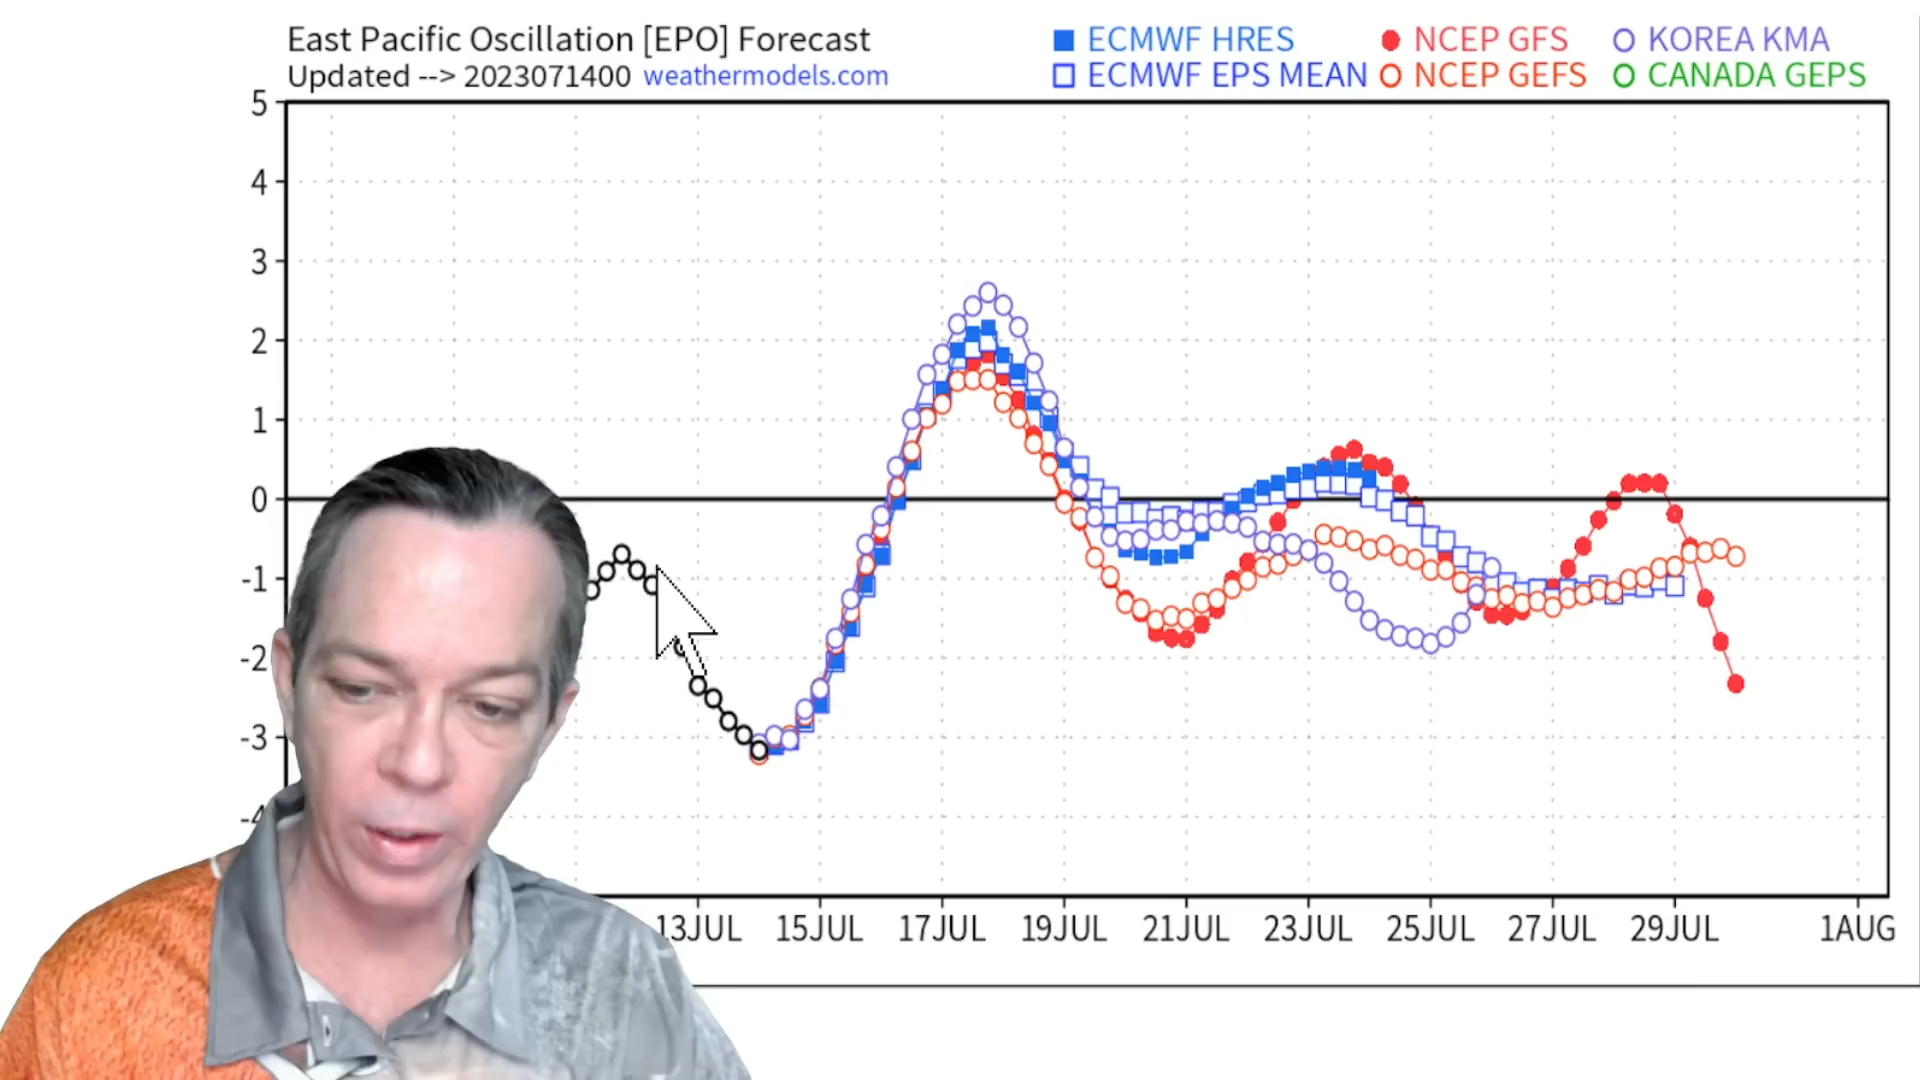 East Pacific Oscillation [EPO] Forecast
Updated --> 2023071400 weathermodels.com
ECMWF HRES NCEP GFS KOREA KMA
ECMWF EPS MEAN NCEP GEFS CANADA GEPS
5
4
3
2
1
0
-1
-2
-3
-4
13JUL 15JUL 17JUL 19JUL 21JUL 23JUL 25JUL 27JUL 29JUL 1AUG